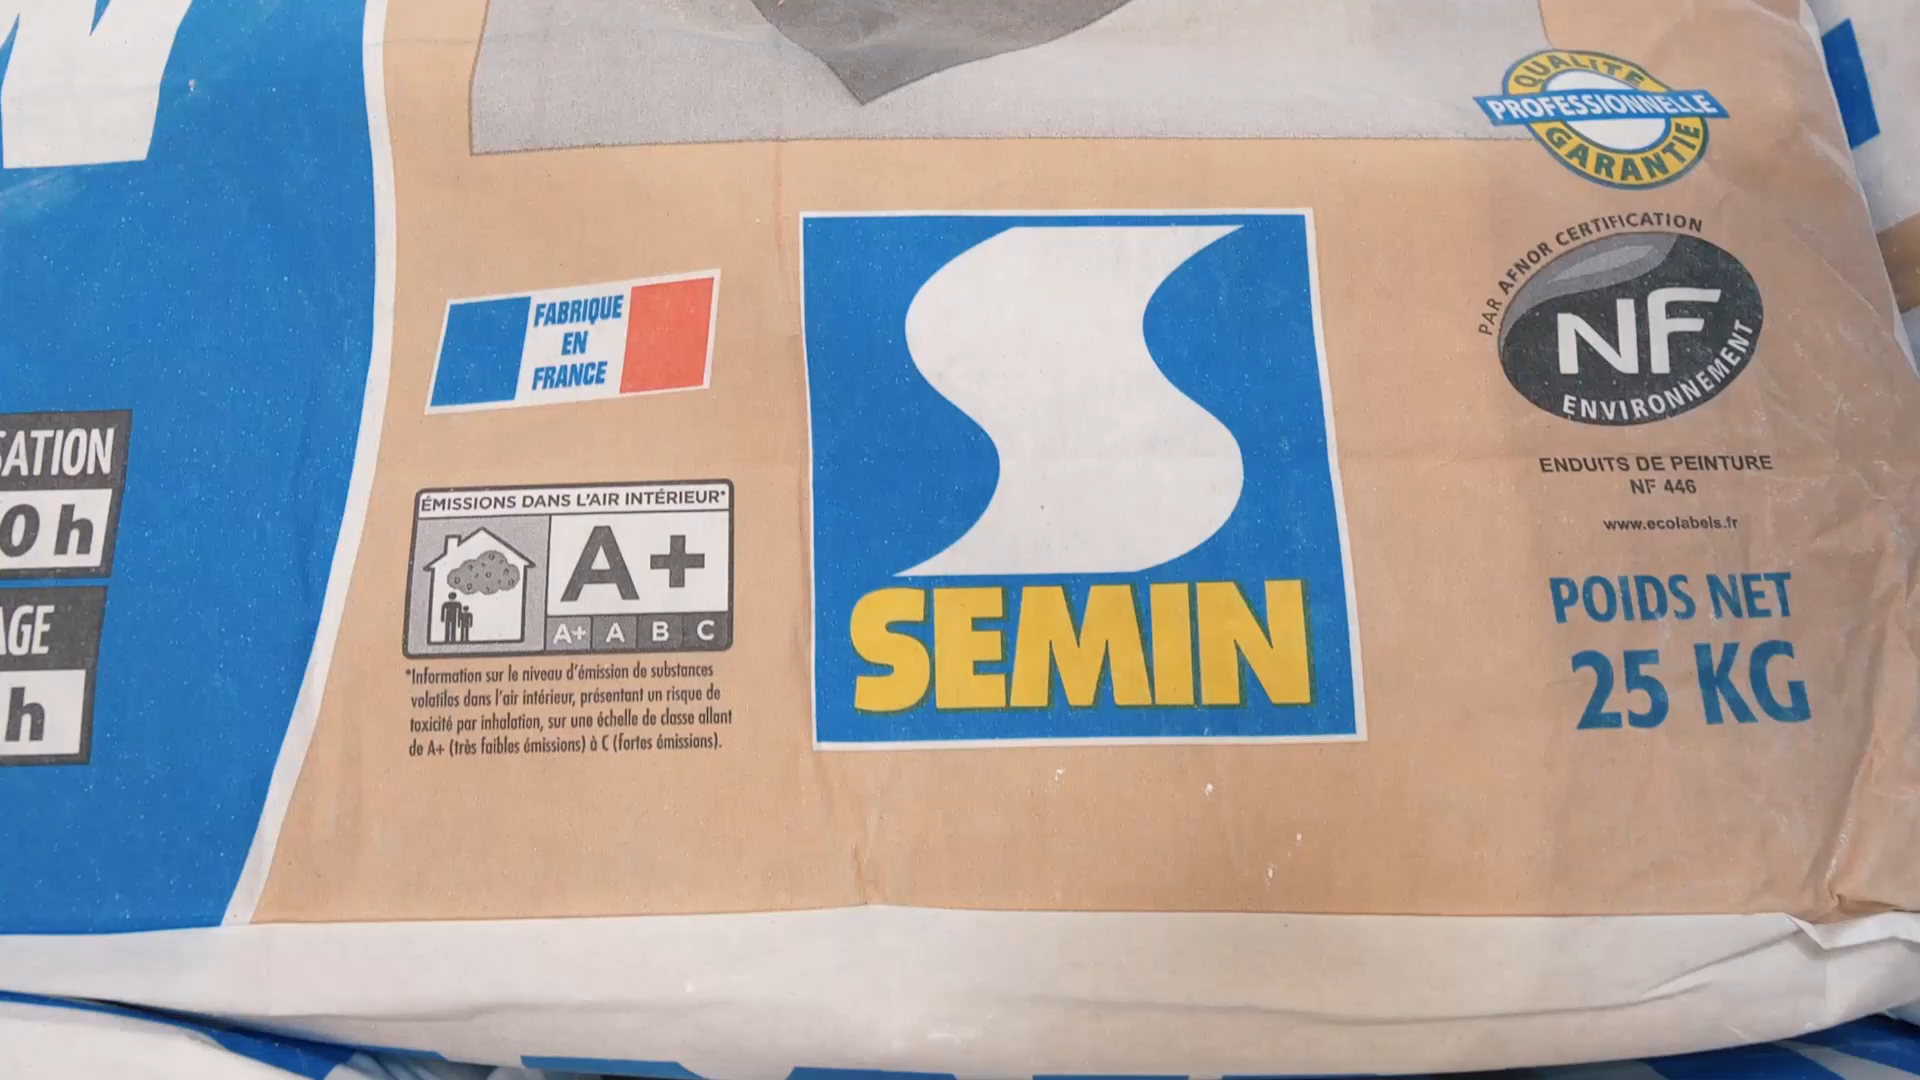 QUALITÉ
PROFESSIONNELLE
GARANTIE
PAR AFNOR CERTIFICATION
NF
ENVIRONNEMENT
FABRIQUE
EN
FRANCE
SATION
0 h
AGE
h
ÉMISSIONS DANS L'AIR INTÉRIEUR*
A+
A+ A B C
*Information sur le niveau d'émission de substances
volatiles dans l'air intérieur, présentant un risque de
toxicité par inhalation, sur une échelle de classe allant
de A+ (très faibles émissions) à C (fortes émissions).
SEMIN
ENDUITS DE PEINTURE
NF 446
www.ecolabels.fr
POIDS NET
25 KG